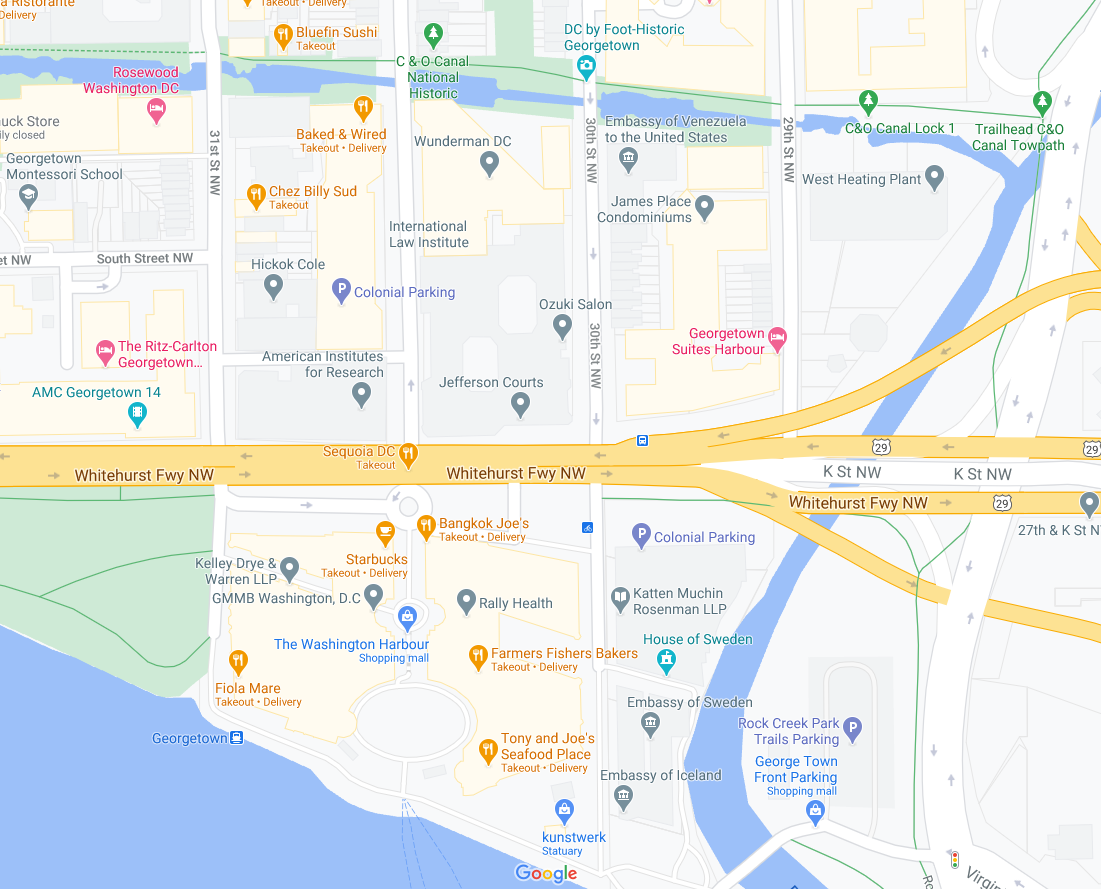 a Ristorante
Delivery
Takeout • Delivery
Bluefin Sushi
Takeout
C & O Canal
National
Historic
DC by Foot-Historic
Georgetown
Rosewood
Washington DC
uck Store
ily closed
Baked & Wired
Takeout • Delivery
Wunderman DC
Embassy of Venezuela
to the United States
C&O Canal Lock 1
Trailhead C&O
Canal Towpath
31st St NW
30th St NW
29th St NW
Georgetown
Montessori School
Chez Billy Sud
Takeout
West Heating Plant
James Place
Condominiums
International
Law Institute
et NW
South Street NW
Hickok Cole
Colonial Parking
Ozuki Salon
30th St NW
The Ritz-Carlton
Georgetown...
Georgetown
Suites Harbour
American Institutes
for Research
AMC Georgetown 14
Jefferson Courts
Sequoia DC
Takeout
29
29
Whitehurst Fwy NW
Whitehurst Fwy NW
K St NW
K St NW
Whitehurst Fwy NW
29
27th & K St N
Bangkok Joe's
Takeout • Delivery
Colonial Parking
Starbucks
Takeout • Delivery
Kelley Drye &
Warren LLP
GMMB Washington, D.C
Rally Health
Katten Muchin
Rosenman LLP
The Washington Harbour
Shopping mall
House of Sweden
Farmers Fishers Bakers
Takeout • Delivery
Fiola Mare
Takeout • Delivery
Embassy of Sweden
Georgetown
Tony and Joe's
Seafood Place
Takeout • Delivery
Rock Creek Park
Trails Parking
George Town
Front Parking
Shopping mall
Embassy of Iceland
kunstwerk
Statuary
Google
Ro
Virgin